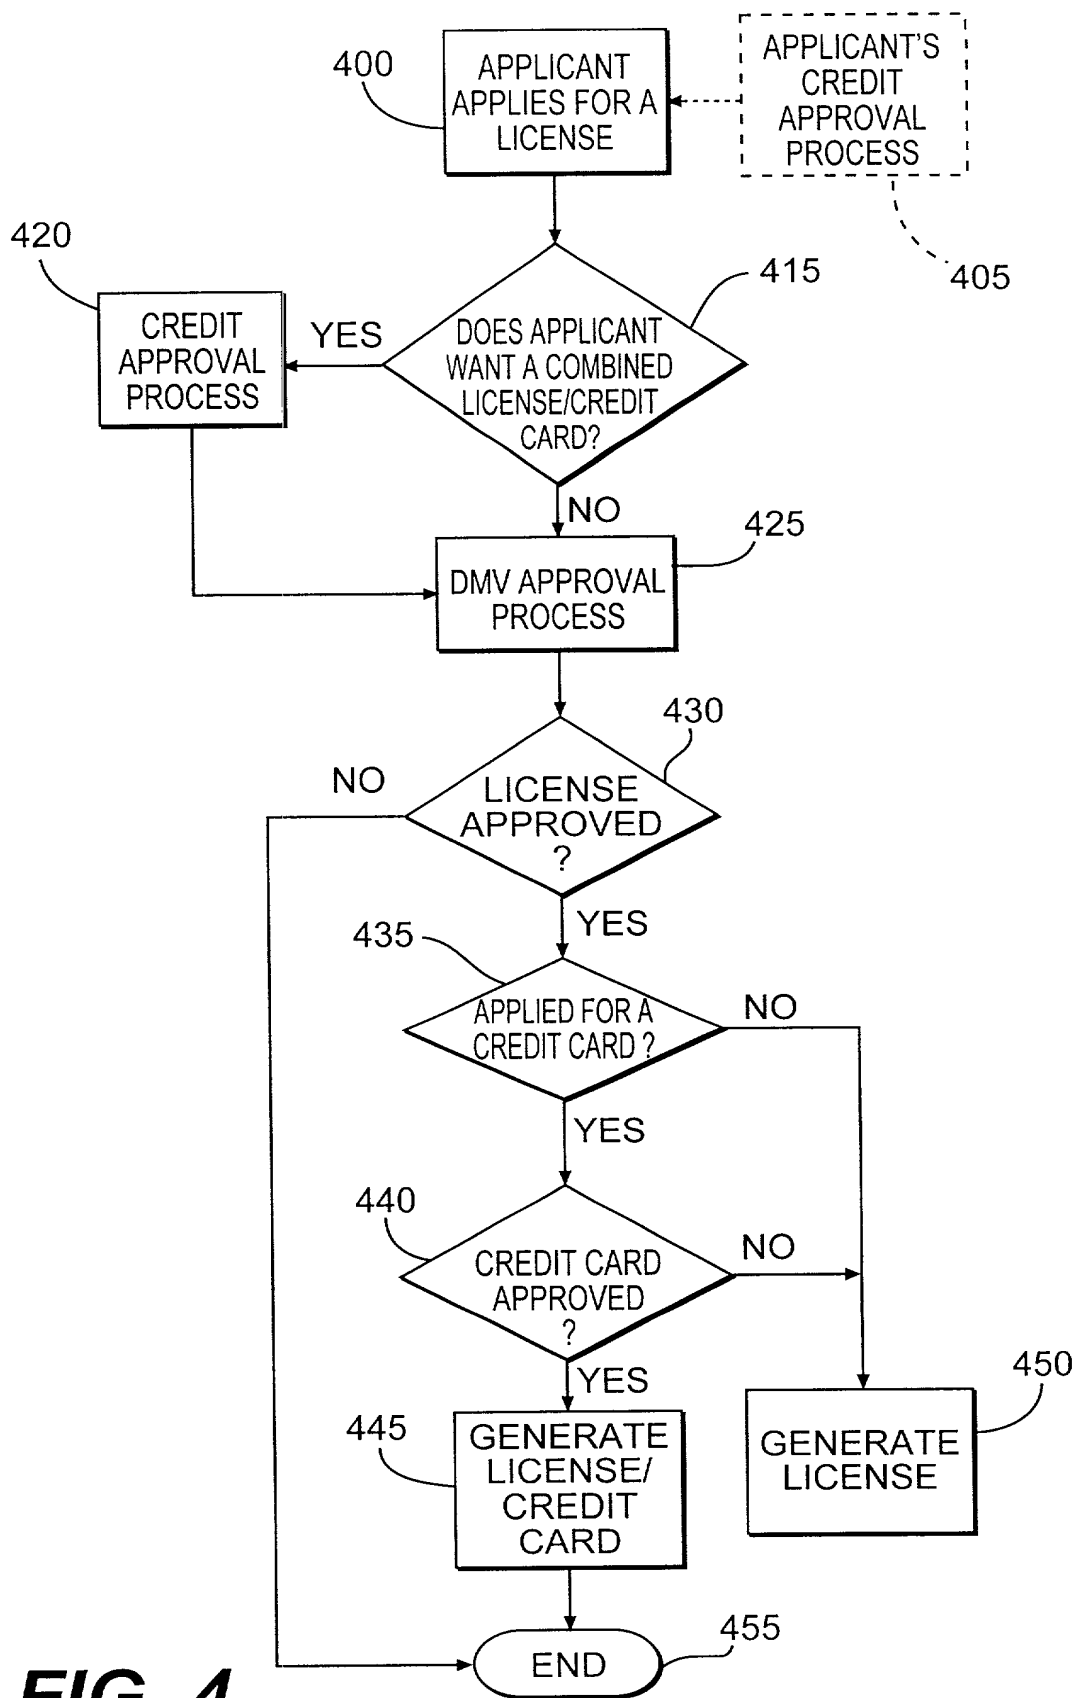 400
APPLICANT
APPLIES FOR A
LICENSE
APPLICANT'S
CREDIT
APPROVAL
PROCESS
405
420
CREDIT
APPROVAL
PROCESS
YES
415
DOES APPLICANT
WANT A COMBINED
LICENSE/CREDIT
CARD?
NO
425
DMV APPROVAL
PROCESS
430
NO
LICENSE
APPROVED
?
YES
435
APPLIED FOR A
CREDIT CARD ?
NO
YES
440
CREDIT CARD
APPROVED
?
NO
YES
445
GENERATE
LICENSE/
CREDIT
CARD
450
GENERATE
LICENSE
455
END
FIG. 4